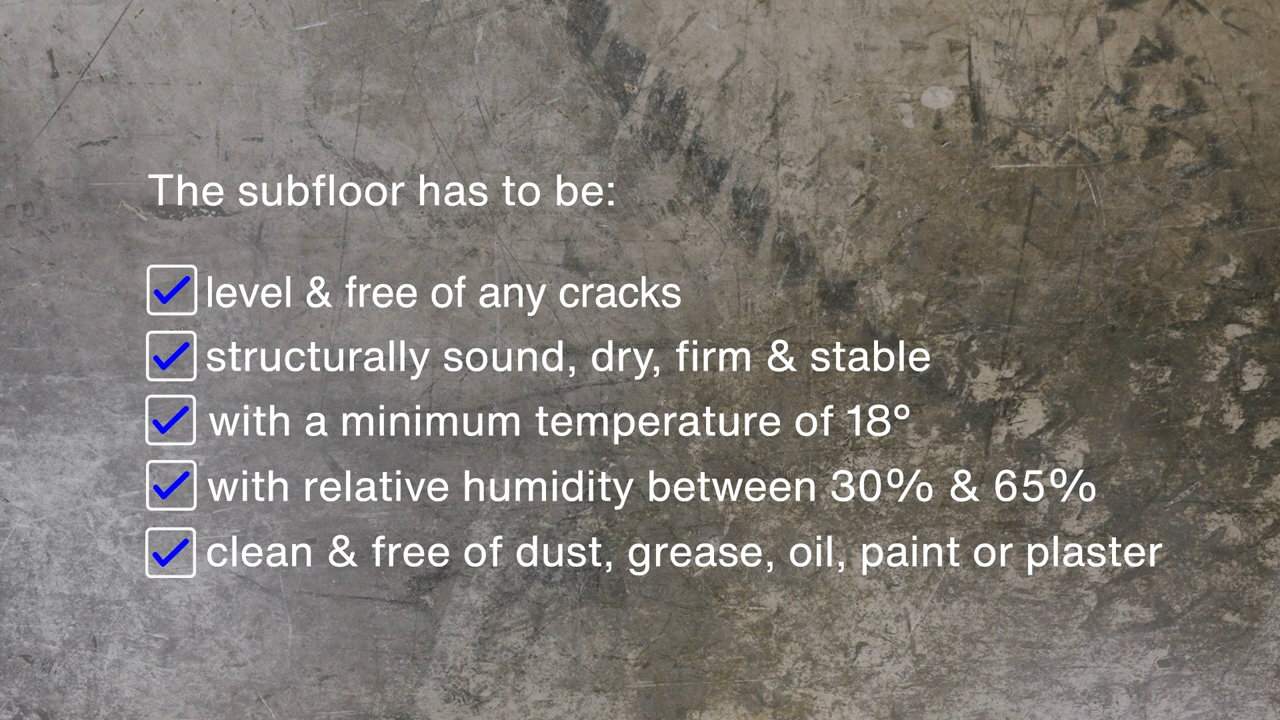 The subfloor has to be:
level & free of any cracks
structurally sound, dry, firm & stable
with a minimum temperature of 18°
with relative humidity between 30% & 65%
clean & free of dust, grease, oil, paint or plaster